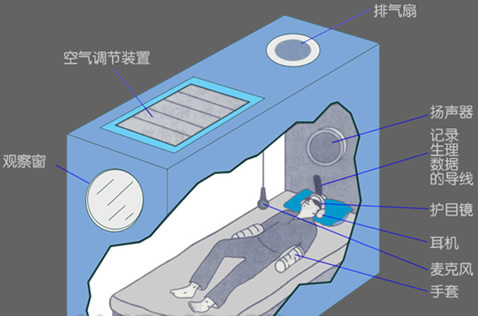 排气扇
空气调节装置
扬声器
记录
生理
数据
的导线
观察窗
护目镜
耳机
麦克风
手套